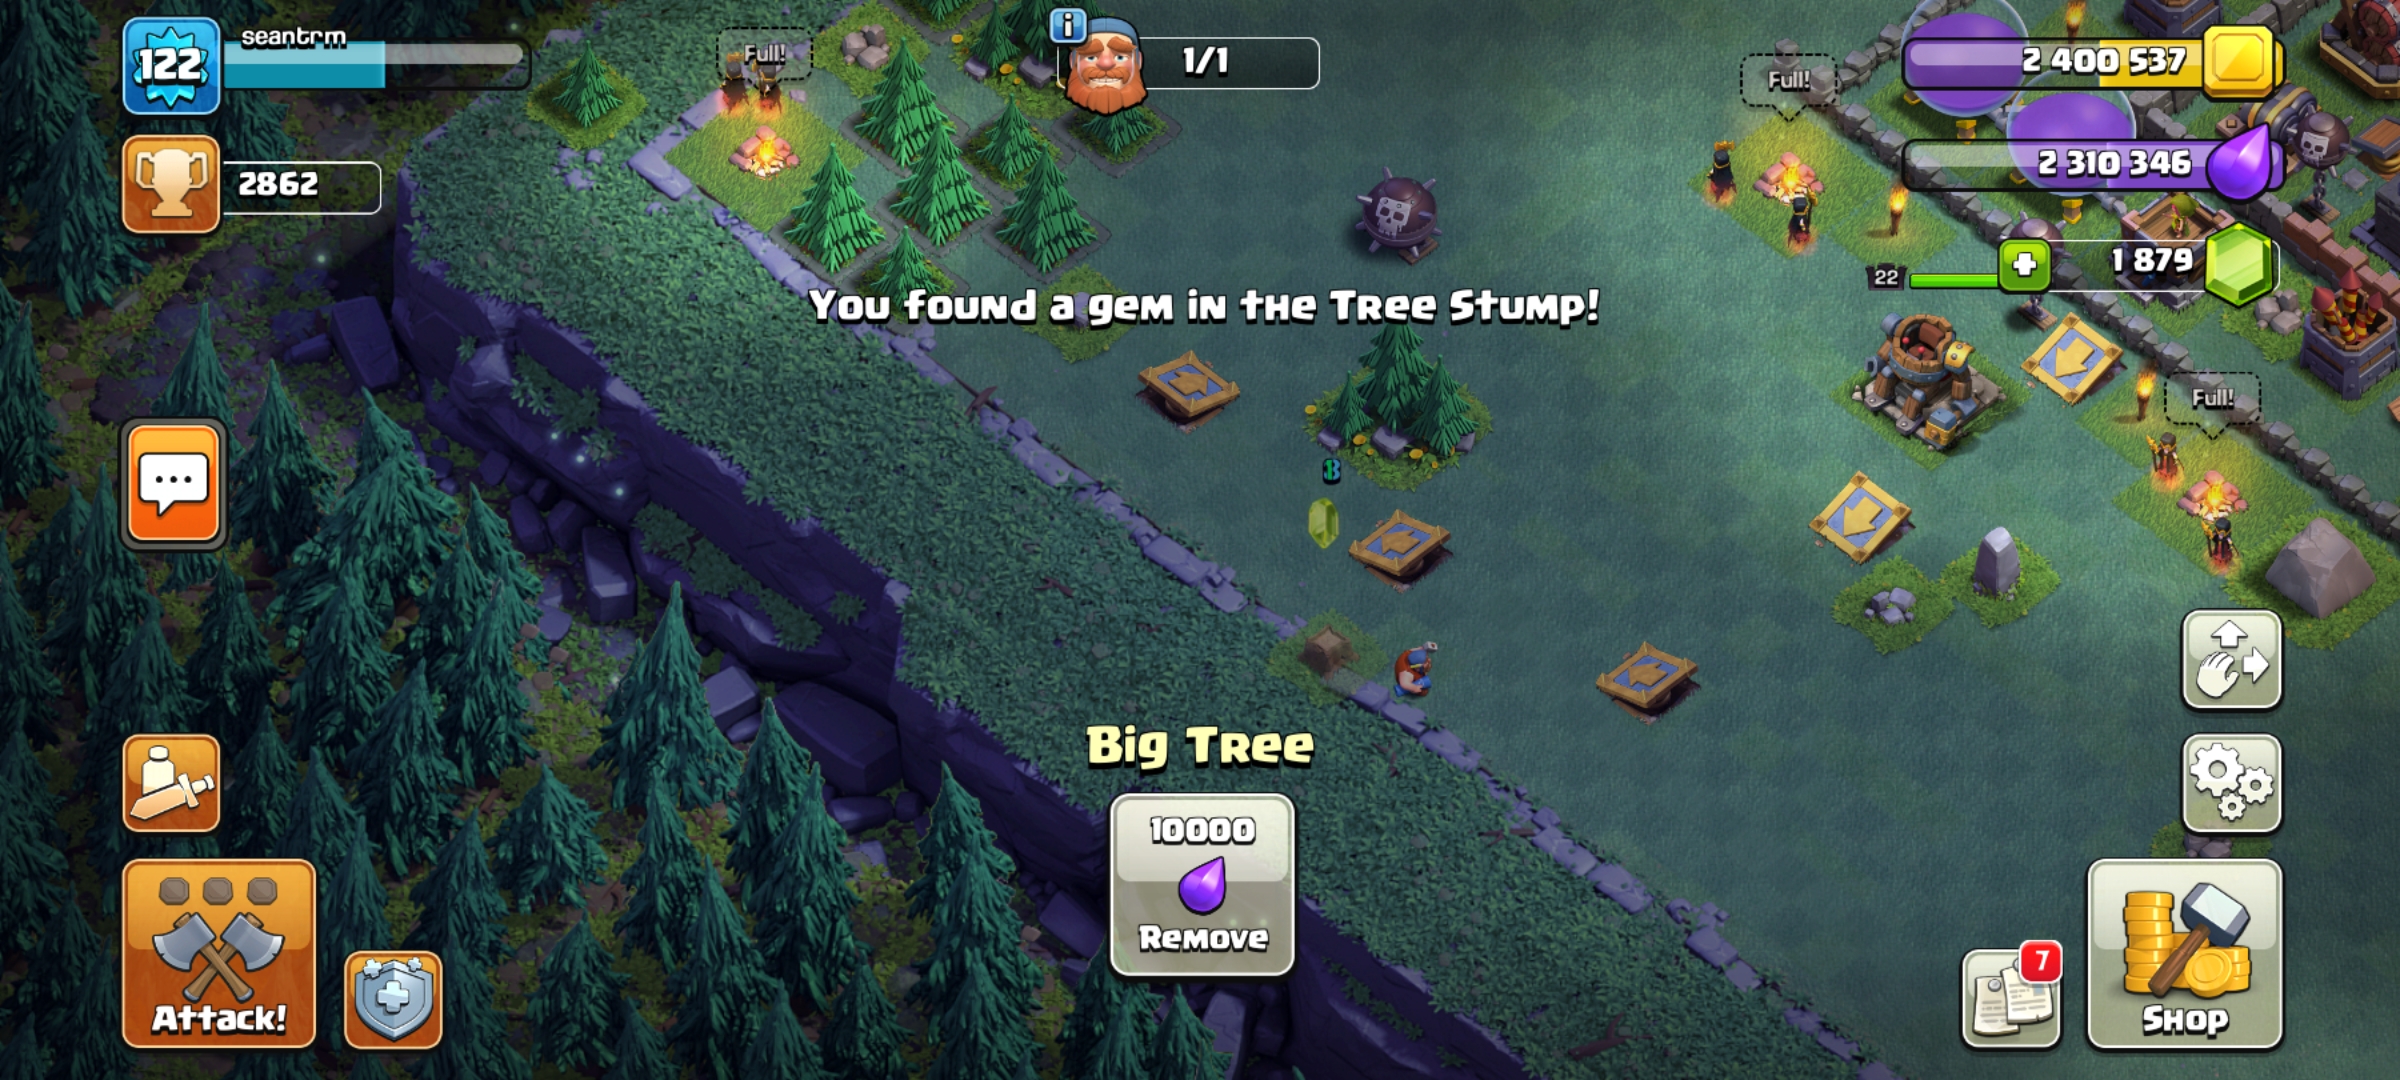 122
seantrm
2862
Full!
1/1
Full!
2 400 537
2 310 346
22
1 879
You found a gem in the Tree Stump!
Full!
3
Big Tree
10000
Remove
Attack!
7
Shop